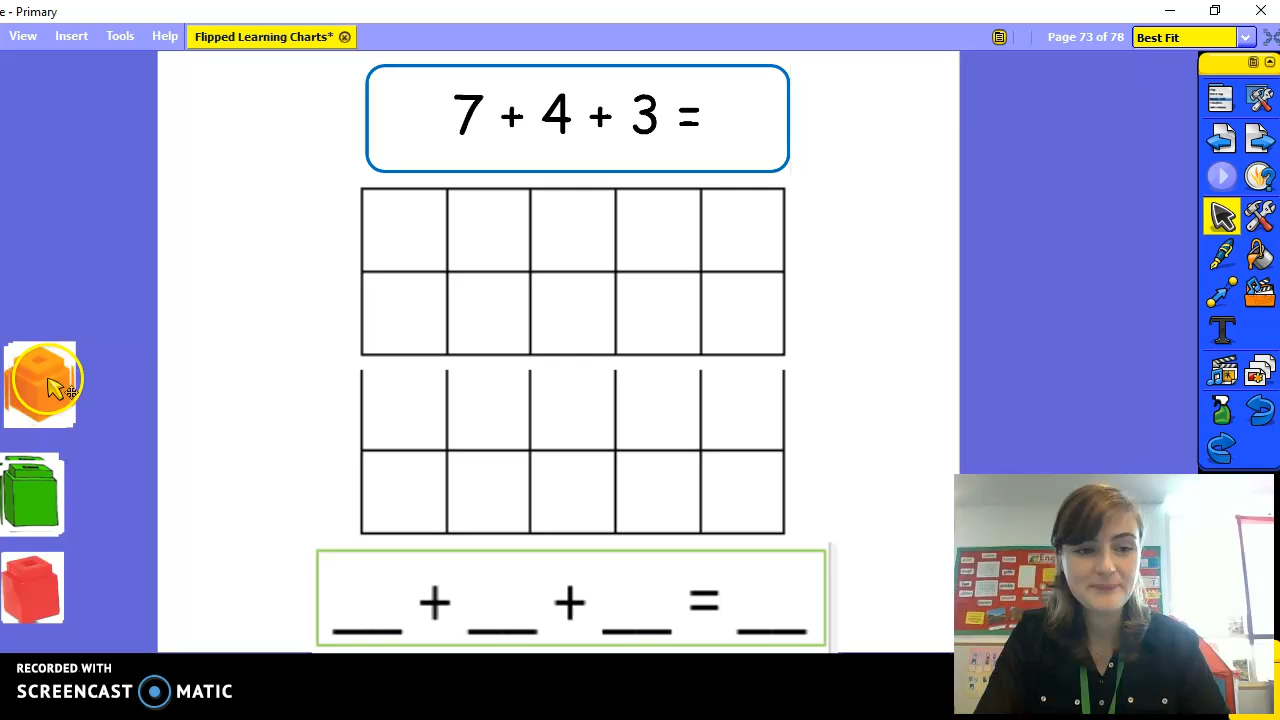 e - Primary
View Insert Tools Help Flipped Learning Charts* Page 73 of 78 Best Fit
7 + 4 + 3 =
___ + ___ + ___ = ___
RECORDED WITH
SCREENCAST MATIC